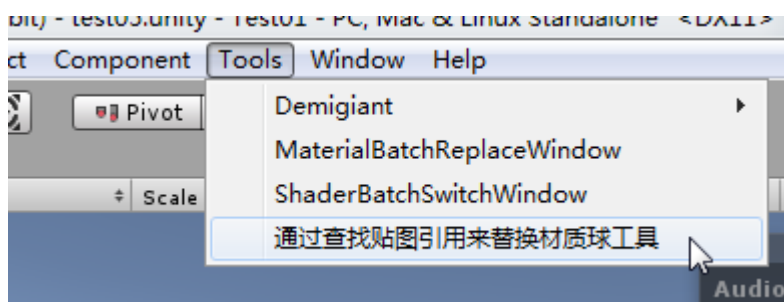 bit) - test05.unity - Test01 - PC, Mac & Linux Standalone <DX11>
ct Component Tools Window Help
Pivot
Demigiant
MaterialBatchReplaceWindow
Scale
ShaderBatchSwitchWindow
通过查找贴图引用来替换材质球工具
Audio